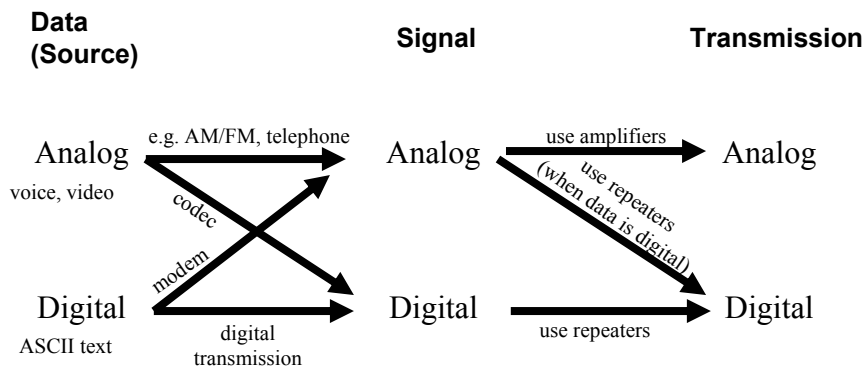 Data
(Source)
Signal
Transmission
e.g. AM/FM, telephone
use amplifiers
Analog
Analog
Analog
voice, video
codec
use repeaters
(when data is digital)
modem
Digital
Digital
Digital
ASCII text
digital
transmission
use repeaters